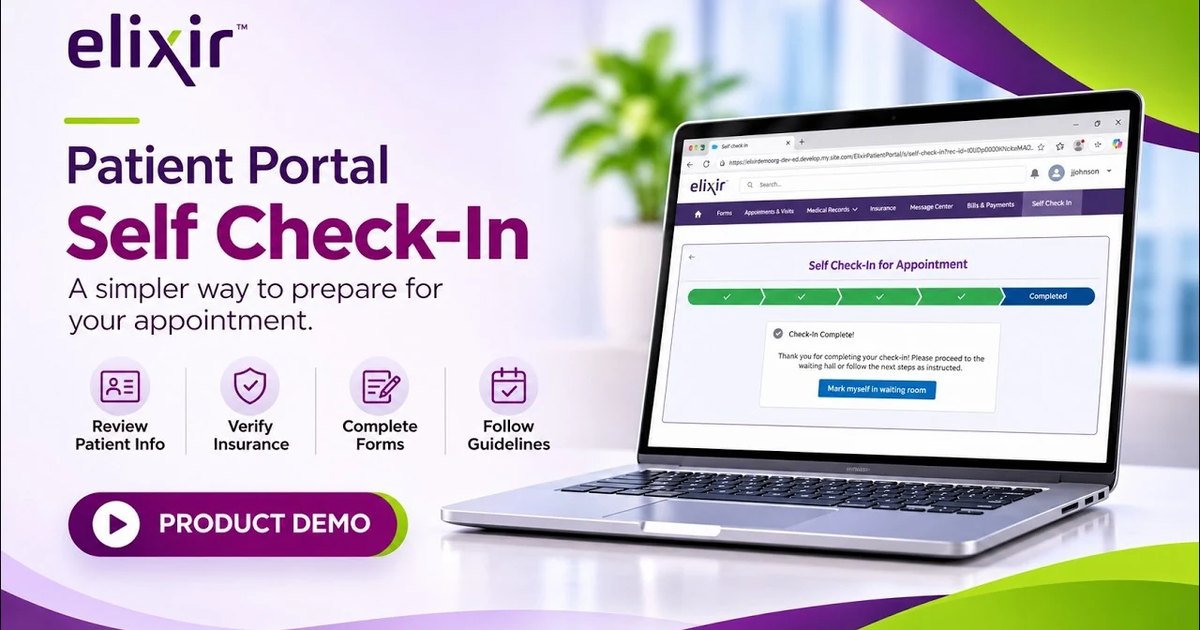 elixir™
Patient Portal
Self Check-In
A simpler way to prepare for
your appointment.
Review
Patient Info
Verify
Insurance
Complete
Forms
Follow
Guidelines
PRODUCT DEMO
Self check in
elixir
Search...
jjohnson
Forms
Appointments & Visits
Medical Records
Insurance
Message Center
Bills & Payments
Self Check In
Self Check-In for Appointment
Completed
Check-In Complete!
Thank you for completing your check-in! Please proceed to the
waiting hall or follow the next steps as instructed.
Mark myself in waiting room